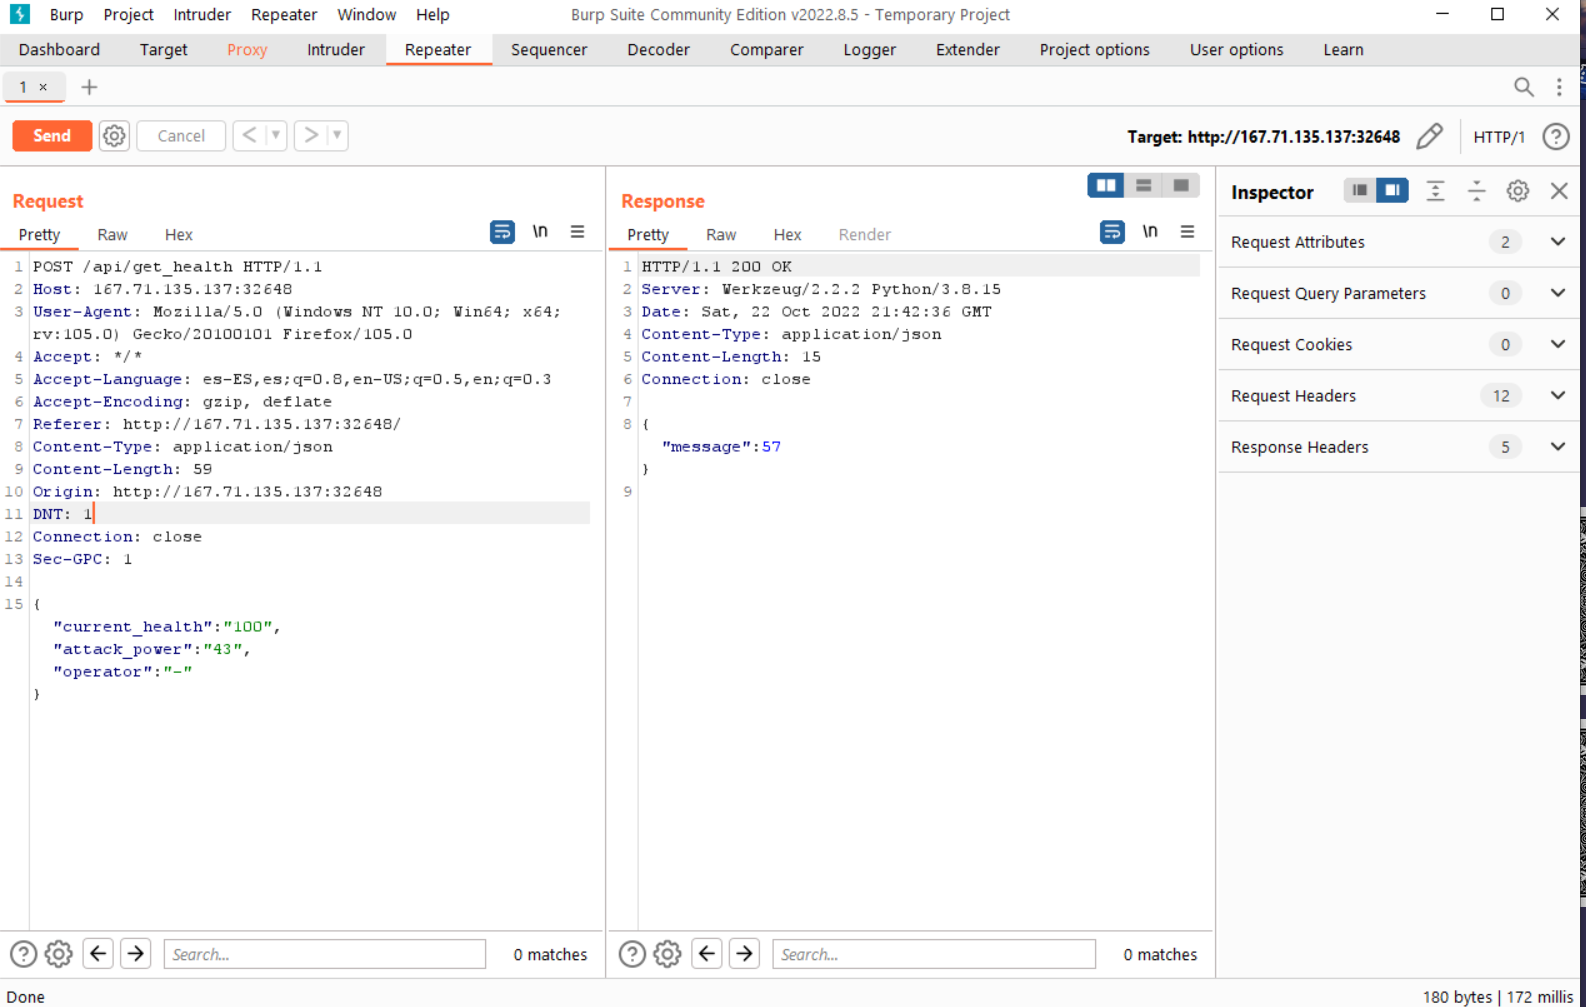 Burp Project Intruder Repeater Window Help Burp Suite Community Edition v2022.8.5 - Temporary Project
Dashboard Target Proxy Intruder Repeater Sequencer Decoder Comparer Logger Extender Project options User options Learn
1 ×
Send Cancel < > Target: http://167.71.135.137:32648 HTTP/1 ?
Request
Pretty Raw Hex \n
1 POST /api/get_health HTTP/1.1
2 Host: 167.71.135.137:32648
3 User-Agent: Mozilla/5.0 (Windows NT 10.0; Win64; x64;
rv:105.0) Gecko/20100101 Firefox/105.0
4 Accept: */*
5 Accept-Language: es-ES,es;q=0.8,en-US;q=0.5,en;q=0.3
6 Accept-Encoding: gzip, deflate
7 Referer: http://167.71.135.137:32648/
8 Content-Type: application/json
9 Content-Length: 59
10 Origin: http://167.71.135.137:32648
11 DNT: 1
12 Connection: close
13 Sec-GPC: 1
14
15 {
"current_health":"100",
"attack_power":"43",
"operator":"-"
}
? Search... 0 matches
Response
Pretty Raw Hex Render \n
1 HTTP/1.1 200 OK
2 Server: Werkzeug/2.2.2 Python/3.8.15
3 Date: Sat, 22 Oct 2022 21:42:36 GMT
4 Content-Type: application/json
5 Content-Length: 15
6 Connection: close
7
8 {
"message":57
}
9
? Search... 0 matches
Inspector
Request Attributes 2
Request Query Parameters 0
Request Cookies 0
Request Headers 12
Response Headers 5
Done 180 bytes | 172 millis